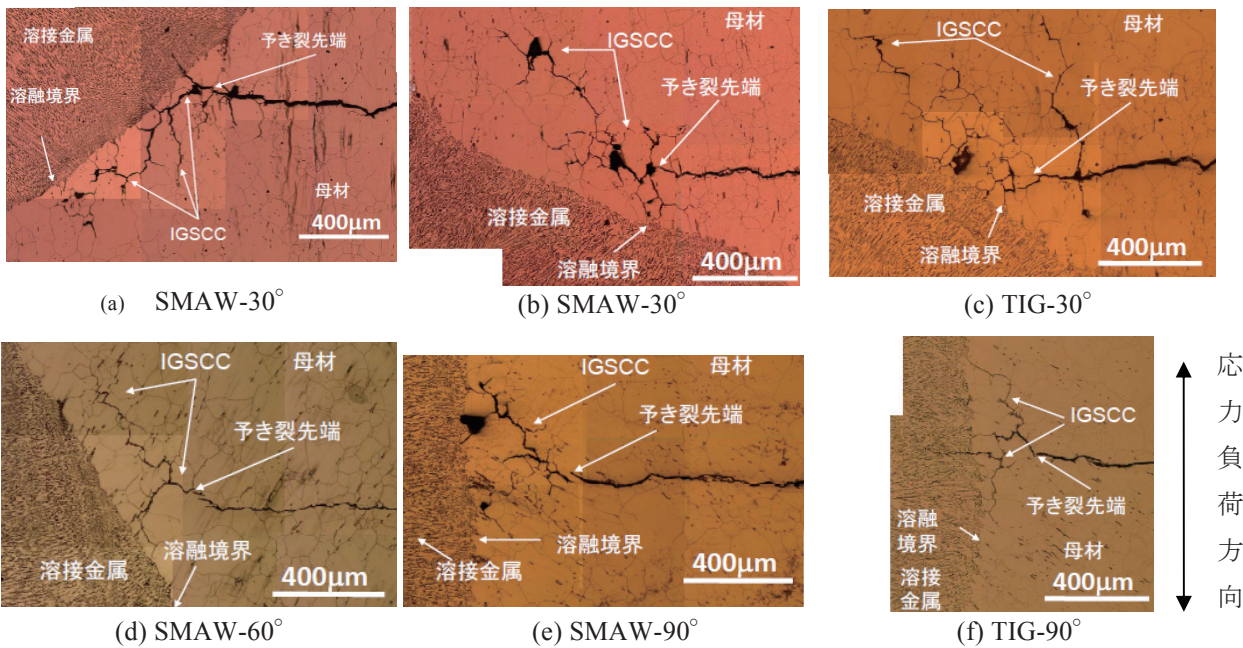 溶接金属
予き裂先端
溶融境界
母材
IGSCC
400μm
(a) SMAW-30°
母材
IGSCC
予き裂先端
溶接金属
溶融境界
400μm
(b) SMAW-30°
母材
IGSCC
予き裂先端
溶接金属
溶融境界
400μm
(c) TIG-30°
IGSCC
母材
予き裂先端
溶接金属
溶融境界
400μm
(d) SMAW-60°
IGSCC
母材
予き裂先端
溶融境界
溶接金属
400μm
(e) SMAW-90°
IGSCC
予き裂先端
溶融
境界
母材
溶接
金属
400μm
(f) TIG-90°
応力負荷方向